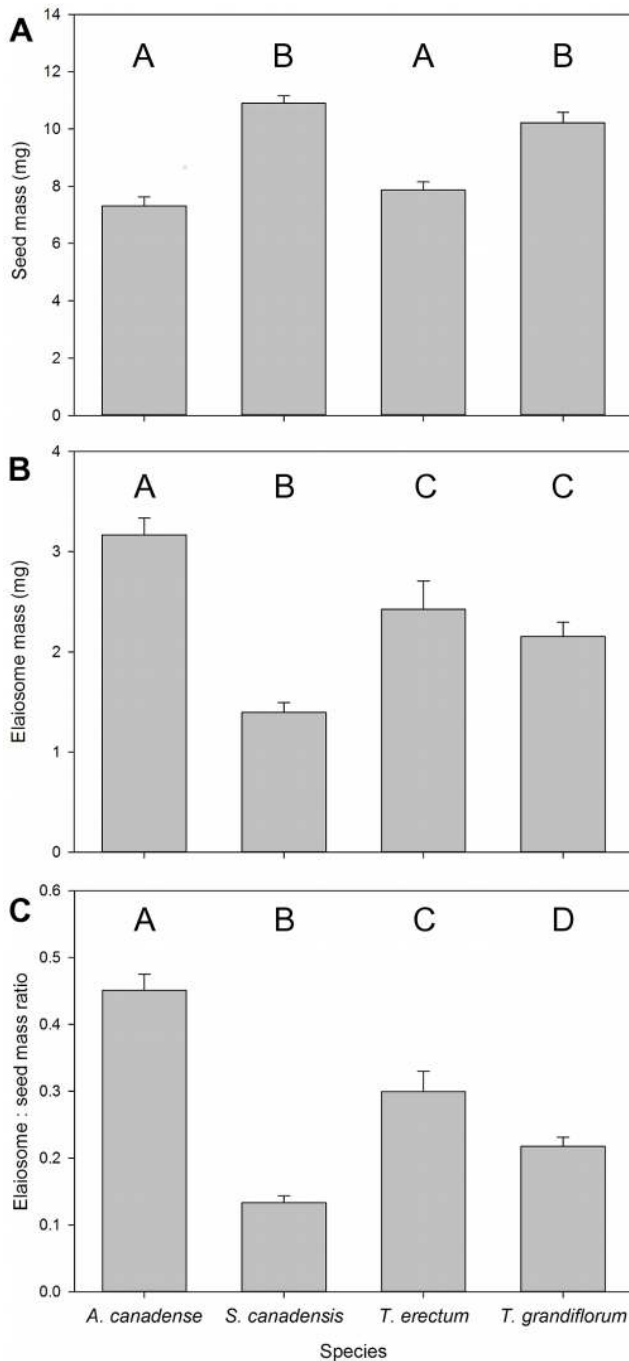 A
14
12
10
8
6
4
2
0
Seed mass (mg)
A B A B
B
4
3
2
1
0
Elaiosome mass (mg)
A B C C
C
0.6
0.5
0.4
0.3
0.2
0.1
0.0
Elaiosome : seed mass ratio
A B C D
A. canadense S. canadensis T. erectum T. grandiflorum
Species